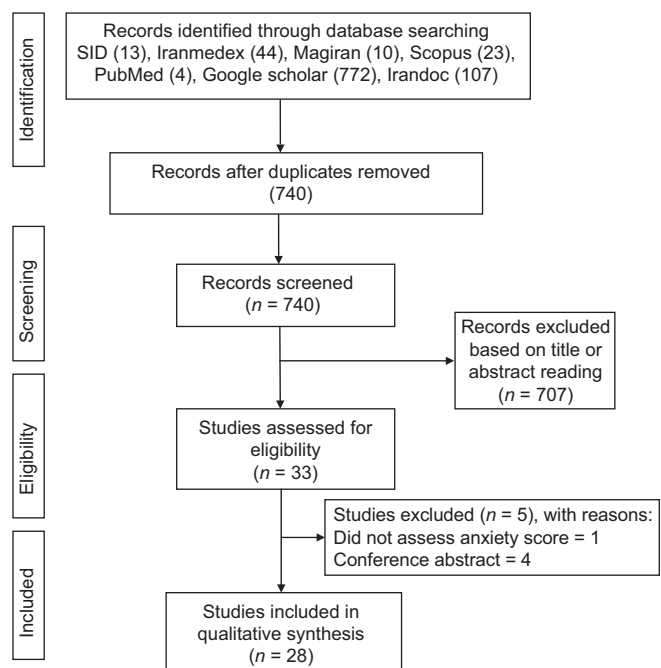 Identification
Records identified through database searching
SID (13), Iranmedex (44), Magiran (10), Scopus (23),
PubMed (4), Google scholar (772), Irandoc (107)
Records after duplicates removed
(740)
Screening
Records screened
(n = 740)
Records excluded
based on title or
abstract reading
(n = 707)
Eligibility
Studies assessed for
eligibility
(n = 33)
Studies excluded (n = 5), with reasons:
Did not assess anxiety score = 1
Conference abstract = 4
Included
Studies included in
qualitative synthesis
(n = 28)